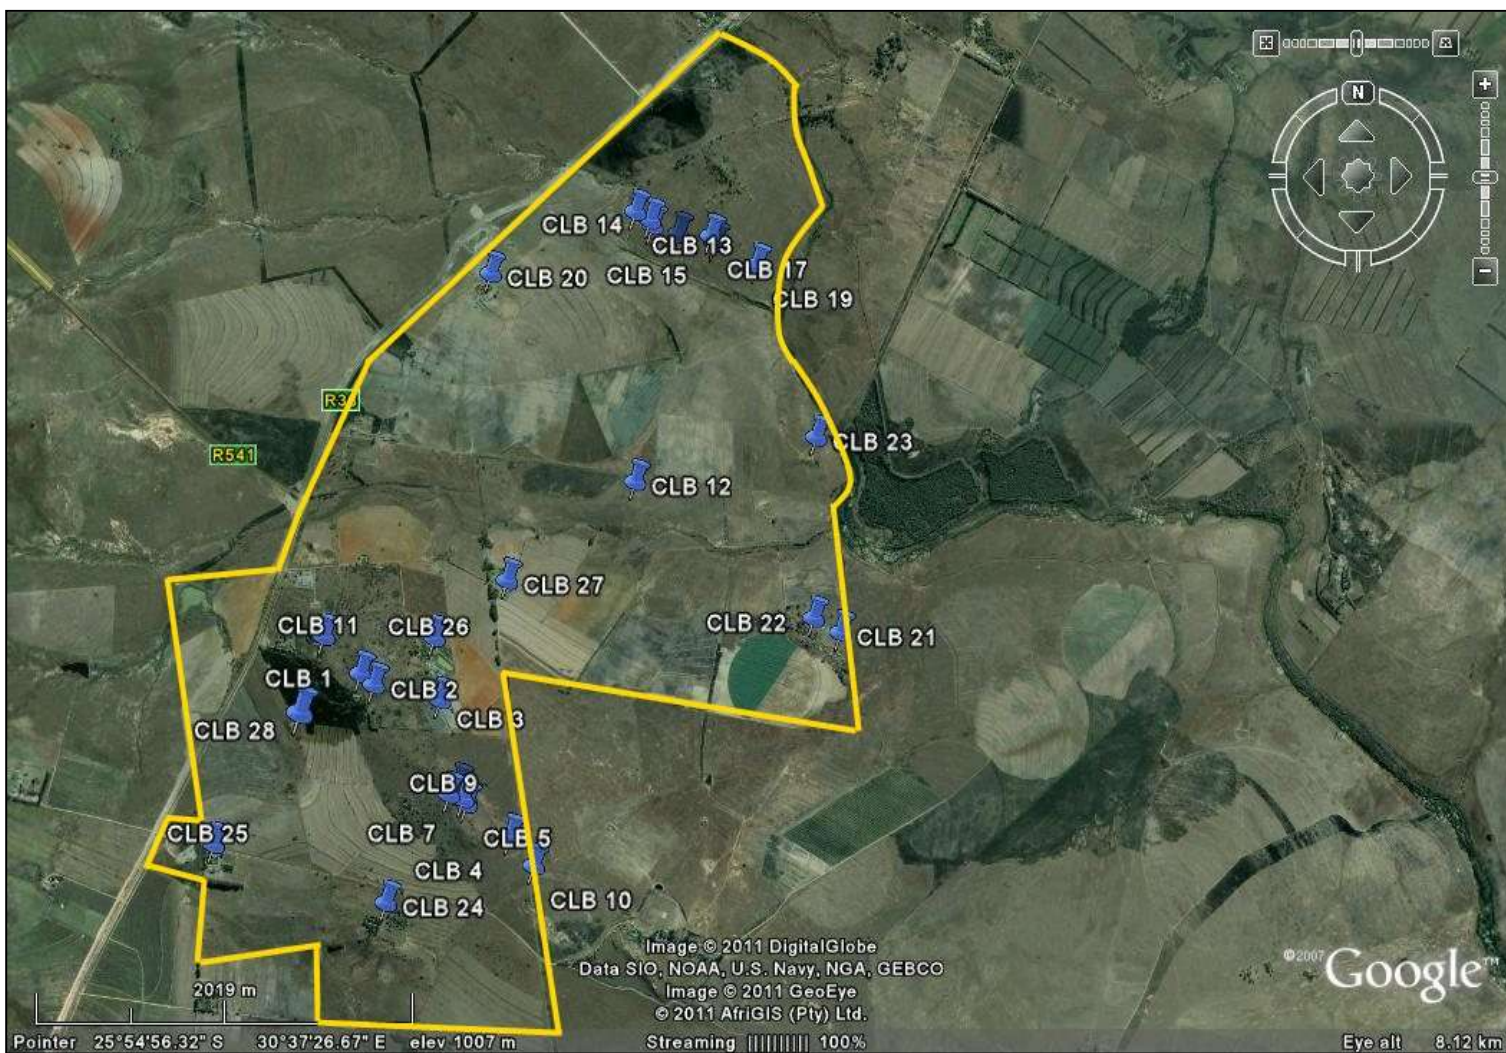 N
CLB 14
CLB 13
CLB 15
CLB 17
CLB 20
CLB 19
R541
CLB 23
CLB 12
CLB 27
CLB 11
CLB 26
CLB 22
CLB 21
CLB 1
CLB 2
CLB 3
CLB 28
CLB 9
CLB 25
CLB 7
CLB 5
CLB 4
CLB 24
CLB 10
Image © 2011 DigitalGlobe
Data SIO, NOAA, U.S. Navy, NGA, GEBCO
Image © 2011 GeoEye
© 2011 AfriGIS (Pty) Ltd.
©2007 Google™
2019 m
Pointer 25°54'56.32" S 30°37'26.67" E elev 1007 m Streaming |||||||||| 100% Eye alt 8.12 km